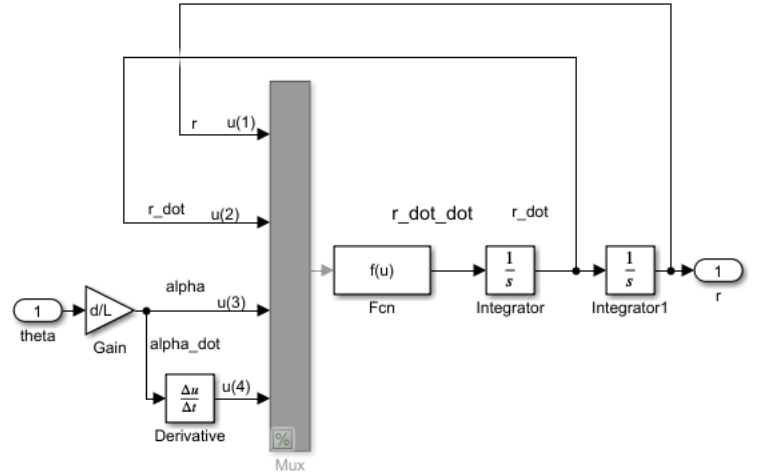 r u(1)
r_dot u(2)
r_dot_dot r_dot
f(u)
1
s
1
s
1
Fcn
Integrator
Integrator1
r
alpha
u(3)
1
d/L
theta
Gain
alpha_dot
Δu
Δt
u(4)
Derivative
%
Mux